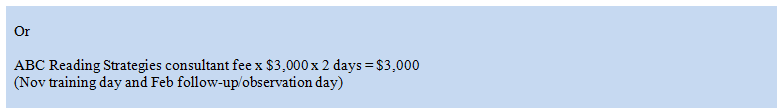 Or
ABC Reading Strategies consultant fee x $3,000 x 2 days = $3,000
(Nov training day and Feb follow-up/observation day)